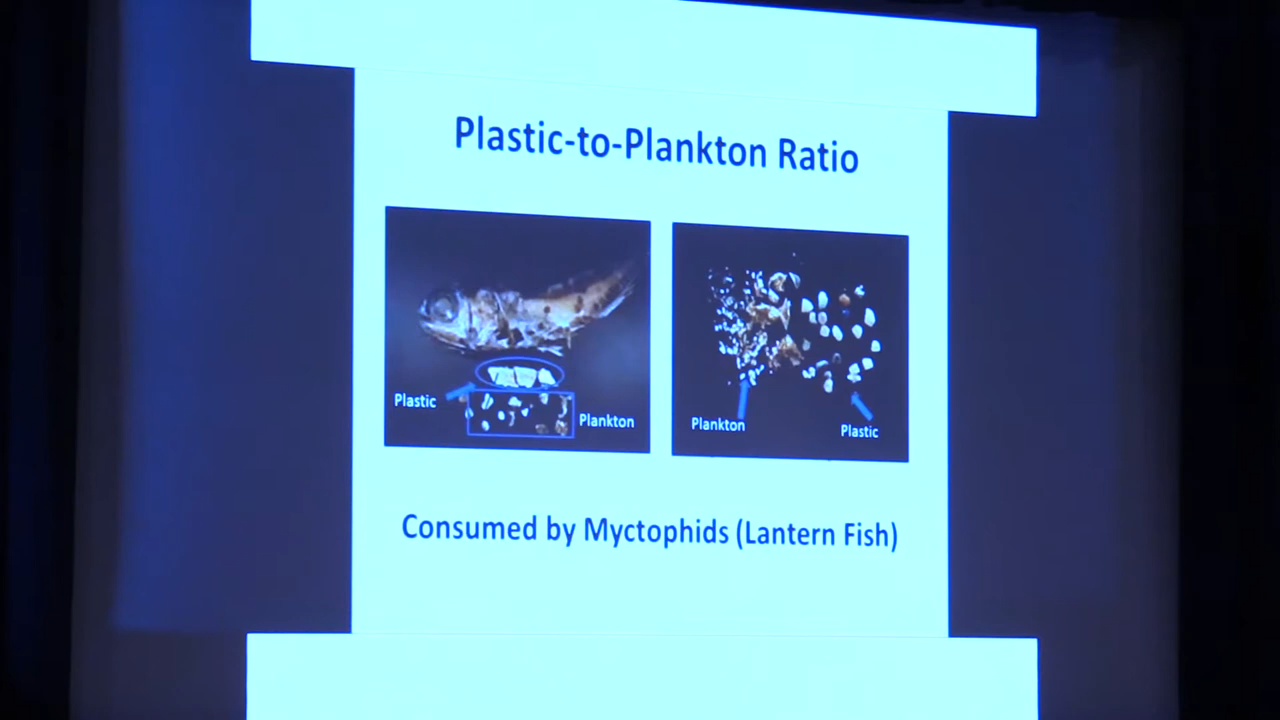 Plastic-to-Plankton Ratio
Plastic
Plankton
Plankton
Plastic
Consumed by Myctophids (Lantern Fish)